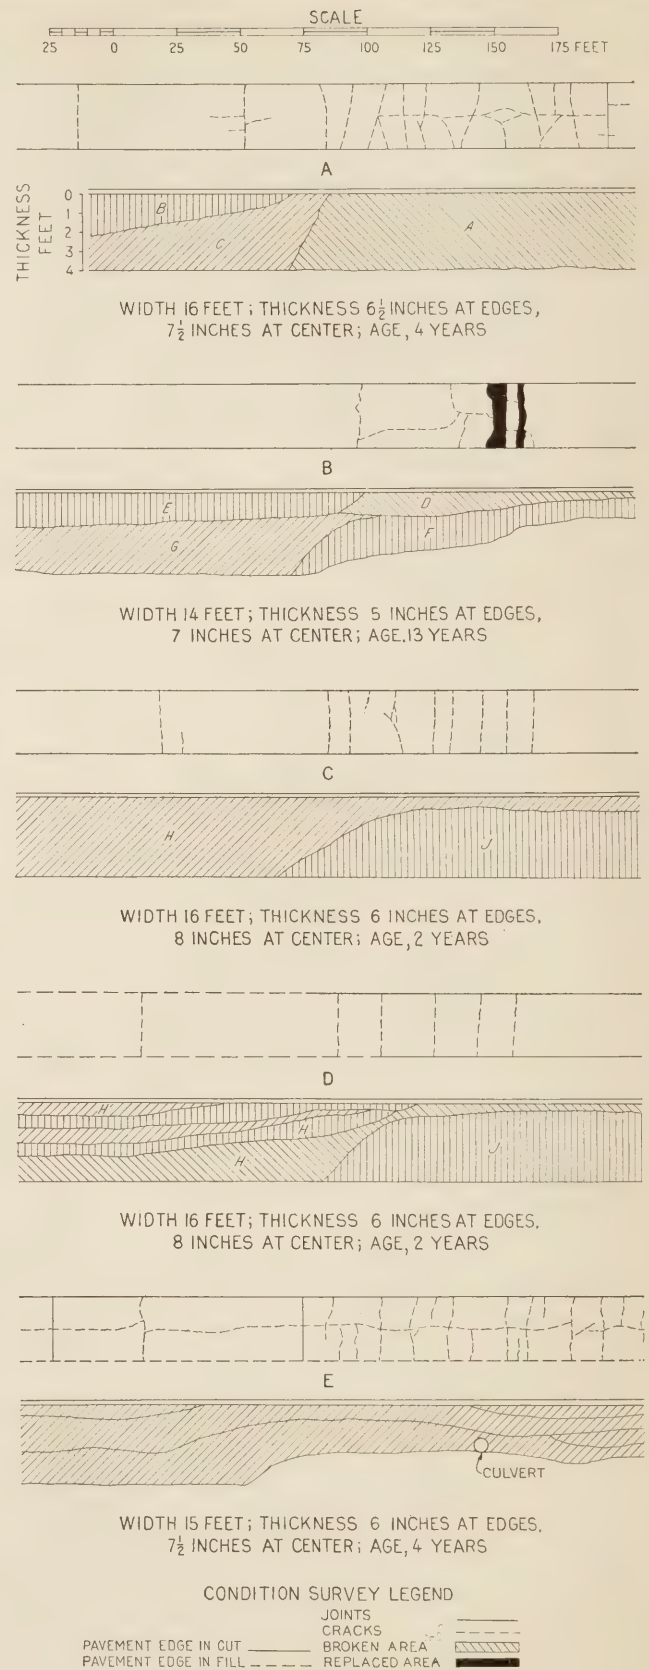 SCALE
25 0 25 50 75 100 125 150 175 FEET
A
THICKNESS
FEET
0
1
2
3
4
B
C
A
WIDTH 16 FEET; THICKNESS 6½ INCHES AT EDGES,
7½ INCHES AT CENTER; AGE, 4 YEARS
B
E
D
G
F
WIDTH 14 FEET; THICKNESS 5 INCHES AT EDGES,
7 INCHES AT CENTER; AGE. 13 YEARS
C
H
J
WIDTH 16 FEET; THICKNESS 6 INCHES AT EDGES.
8 INCHES AT CENTER; AGE, 2 YEARS
D
H
H
H
J
WIDTH 16 FEET; THICKNESS 6 INCHES AT EDGES.
8 INCHES AT CENTER; AGE, 2 YEARS
E
CULVERT
WIDTH 15 FEET; THICKNESS 6 INCHES AT EDGES.
7½ INCHES AT CENTER; AGE, 4 YEARS
CONDITION SURVEY LEGEND
JOINTS
CRACKS
PAVEMENT EDGE IN CUT BROKEN AREA
PAVEMENT EDGE IN FILL REPLACED AREA